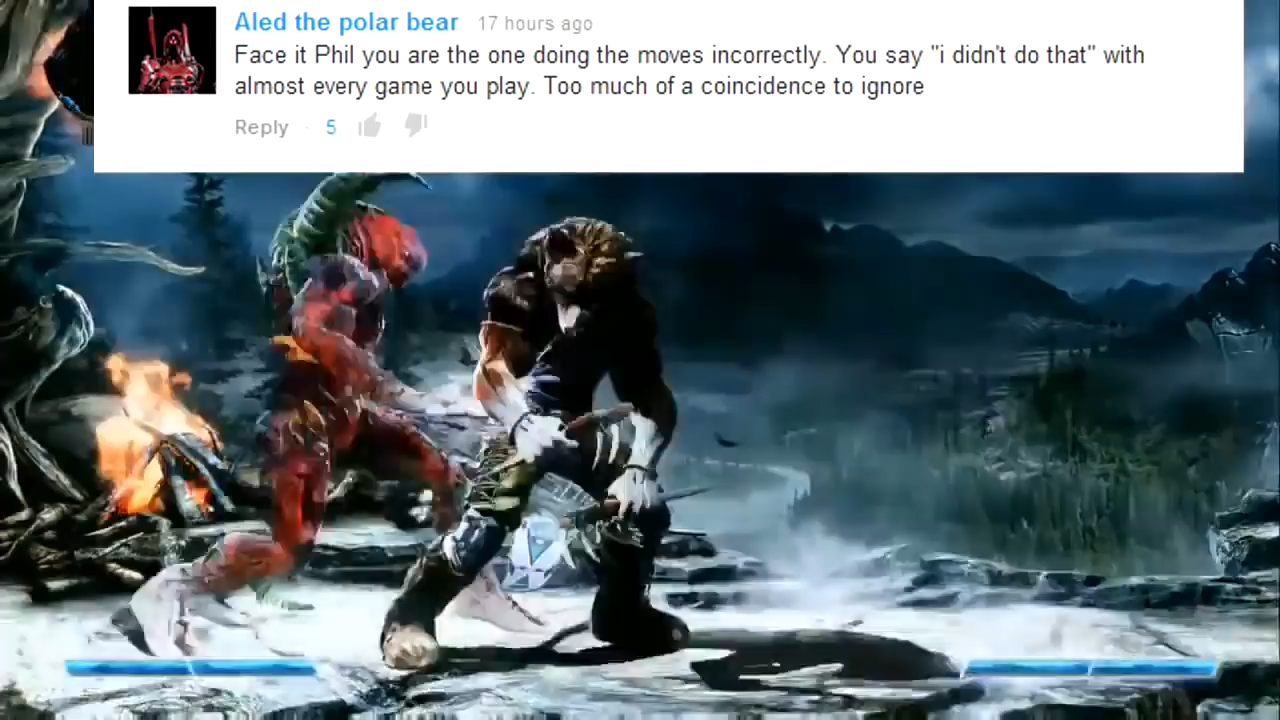 Aled the polar bear 17 hours ago
Face it Phil you are the one doing the moves incorrectly. You say "i didn't do that" with
almost every game you play. Too much of a coincidence to ignore
Reply · 5